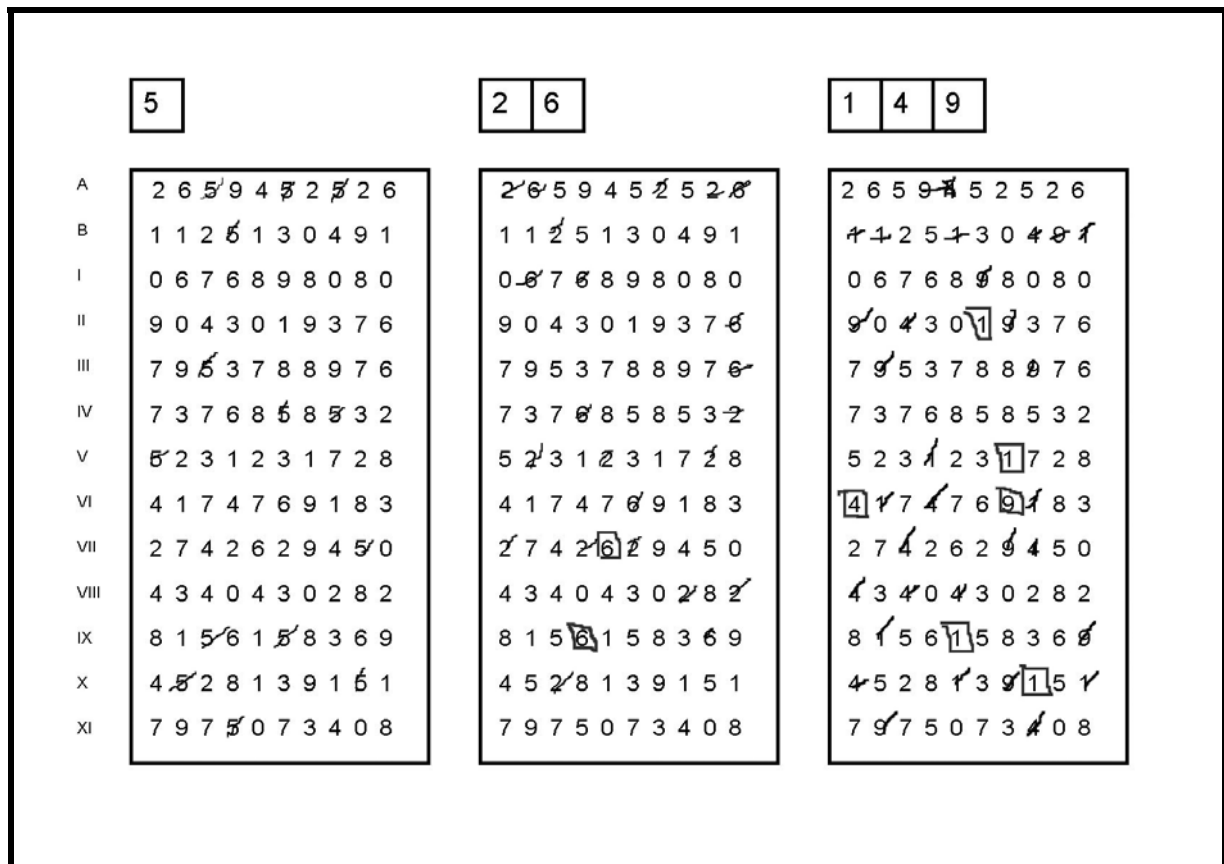 5 2 6 1 4 9
A 2 6 5 9 4 5 2 5 2 6 2 6 5 9 4 5 2 5 2 6 2 6 5 9 4 5 2 5 2 6
B 1 1 2 5 1 3 0 4 9 1 1 1 2 5 1 3 0 4 9 1 1 1 2 5 1 3 0 4 9 1
I 0 6 7 6 8 9 8 0 8 0 0 6 7 6 8 9 8 0 8 0 0 6 7 6 8 9 8 0 8 0
II 9 0 4 3 0 1 9 3 7 6 9 0 4 3 0 1 9 3 7 6 9 0 4 3 0 1 9 3 7 6
III 7 9 5 3 7 8 8 9 7 6 7 9 5 3 7 8 8 9 7 6 7 9 5 3 7 8 8 9 7 6
IV 7 3 7 6 8 5 8 5 3 2 7 3 7 6 8 5 8 5 3 2 7 3 7 6 8 5 8 5 3 2
V 5 2 3 1 2 3 1 7 2 8 5 2 3 1 2 3 1 7 2 8 5 2 3 1 2 3 1 7 2 8
VI 4 1 7 4 7 6 9 1 8 3 4 1 7 4 7 6 9 1 8 3 4 1 7 4 7 6 9 1 8 3
VII 2 7 4 2 6 2 9 4 5 0 2 7 4 2 6 2 9 4 5 0 2 7 4 2 6 2 9 4 5 0
VIII 4 3 4 0 4 3 0 2 8 2 4 3 4 0 4 3 0 2 8 2 4 3 4 0 4 3 0 2 8 2
IX 8 1 5 6 1 5 8 3 6 9 8 1 5 6 1 5 8 3 6 9 8 1 5 6 1 5 8 3 6 9
X 4 5 2 8 1 3 9 1 5 1 4 5 2 8 1 3 9 1 5 1 4 5 2 8 1 3 9 1 5 1
XI 7 9 7 5 0 7 3 4 0 8 7 9 7 5 0 7 3 4 0 8 7 9 7 5 0 7 3 4 0 8